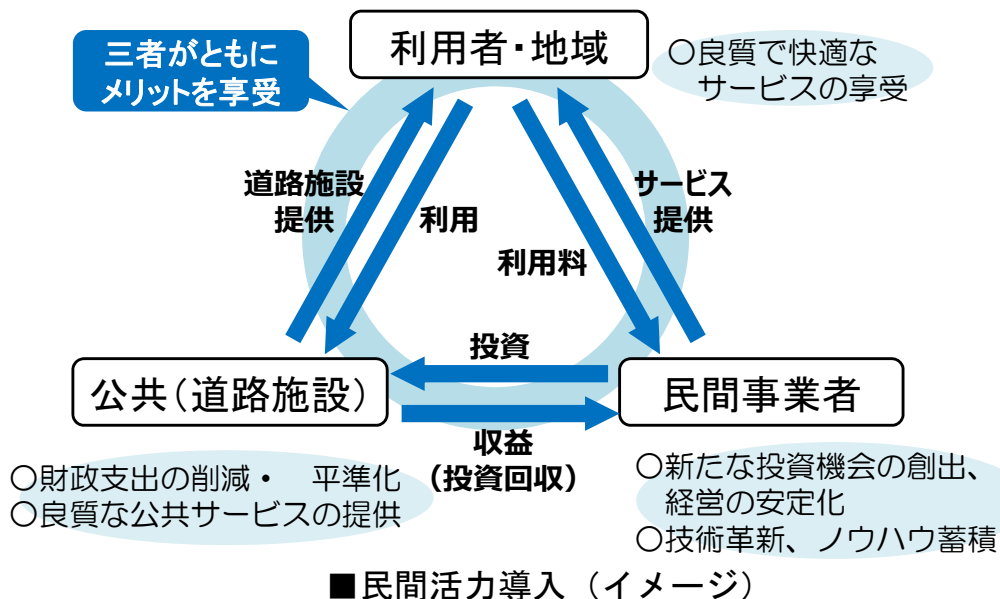 三者がともに
メリットを享受
利用者・地域
○良質で快適な
サービスの享受
道路施設
提供
利用
サービス
提供
利用料
投資
公共(道路施設)
民間事業者
収益
(投資回収)
○財政支出の削減・　平準化
○良質な公共サービスの提供
○新たな投資機会の創出、
経営の安定化
○技術革新、ノウハウ蓄積
■民間活力導入（イメージ）